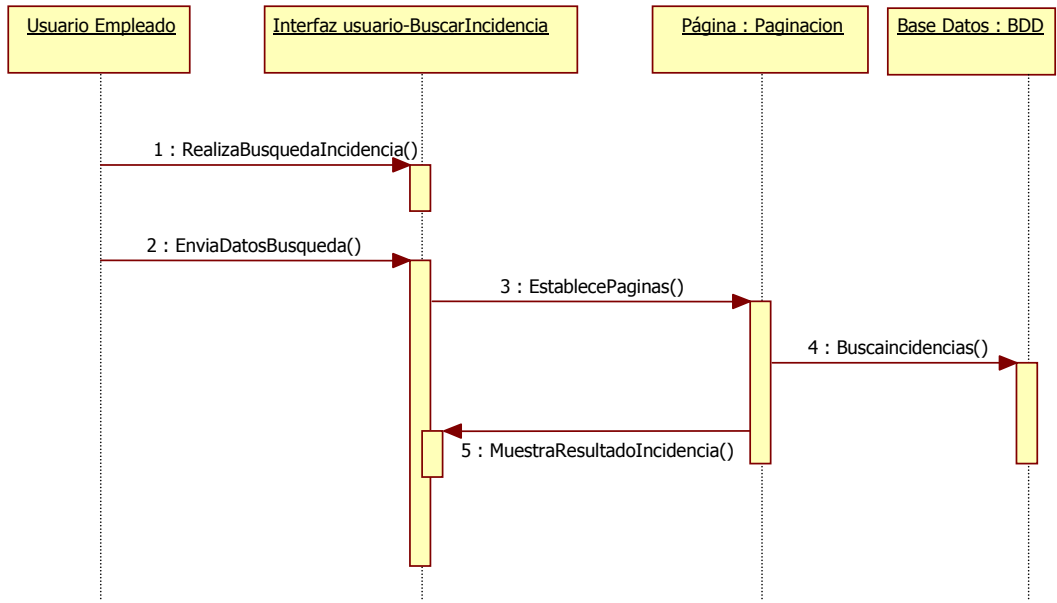 Usuario Empleado
Interfaz usuario-BuscarIncidencia
Página : Paginacion
Base Datos : BDD
1 : RealizaBusquedaIncidencia()
2 : EnviaDatosBusqueda()
3 : EstablecePaginas()
4 : Buscaincidencias()
5 : MuestraResultadoIncidencia()